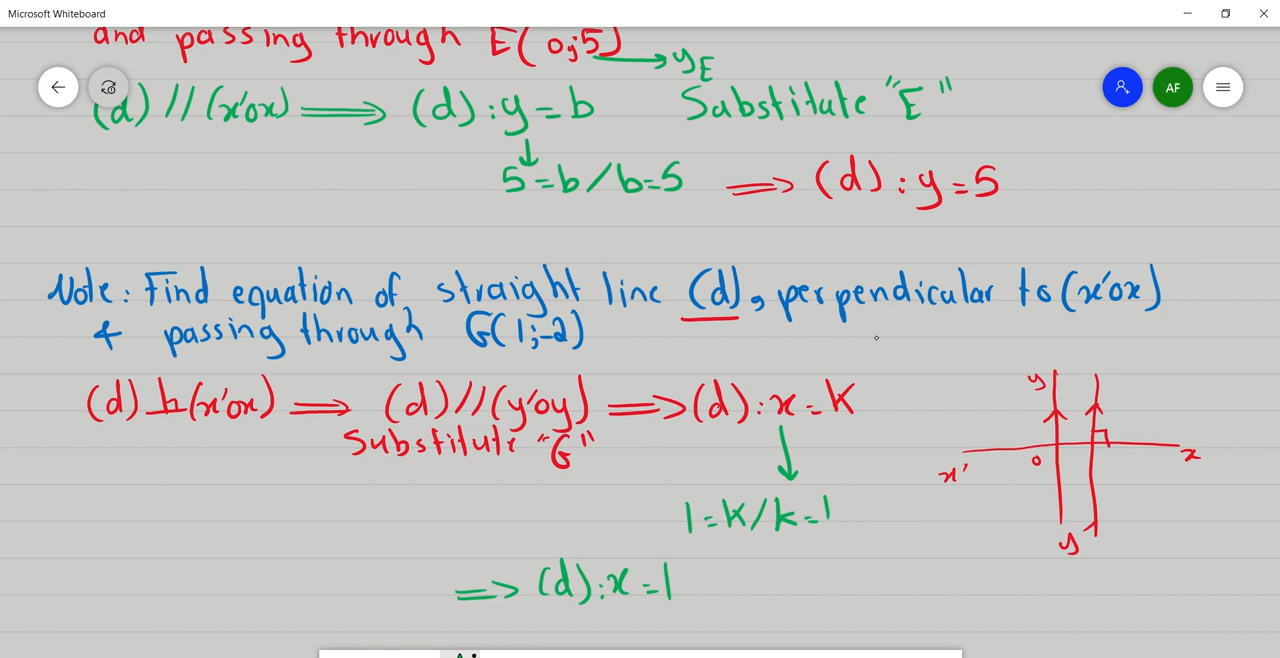 Microsoft Whiteboard
and passing through E(0;5)
yE
AF
(d) // (x'ox) ⟹ (d) : y = b Substitute "E"
5 = b / b = 5 ⟹ (d) : y = 5
Note: Find equation of straight line (d), perpendicular to (x'ox)
& passing through G(1;-2)
(d) ⊥ (x'ox) ⟹ (d) // (y'oy) ⟹ (d) : x = K
Substitute "G"
y
x' o x
y
1 = K / K = 1
⟹ (d) : x = 1